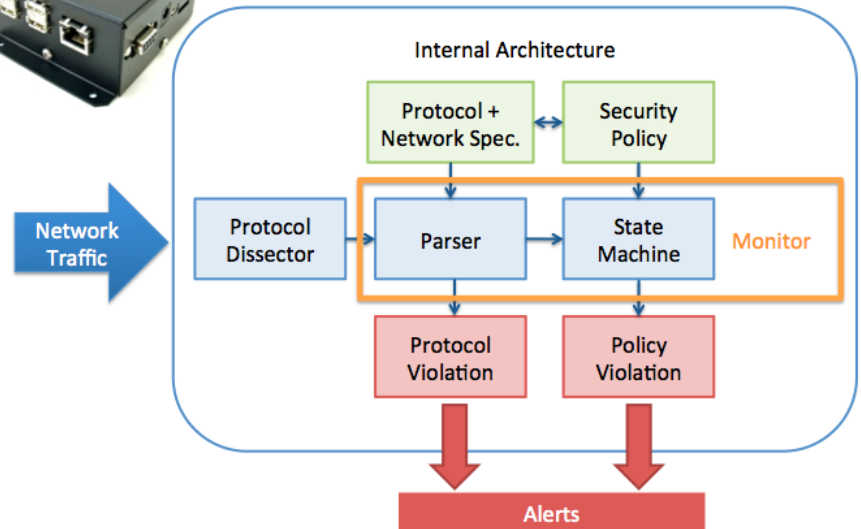 Internal Architecture
Protocol +
Network Spec.
Security
Policy
Network
Traffic
Protocol
Dissector
Parser
State
Machine
Monitor
Protocol
Violation
Policy
Violation
Alerts